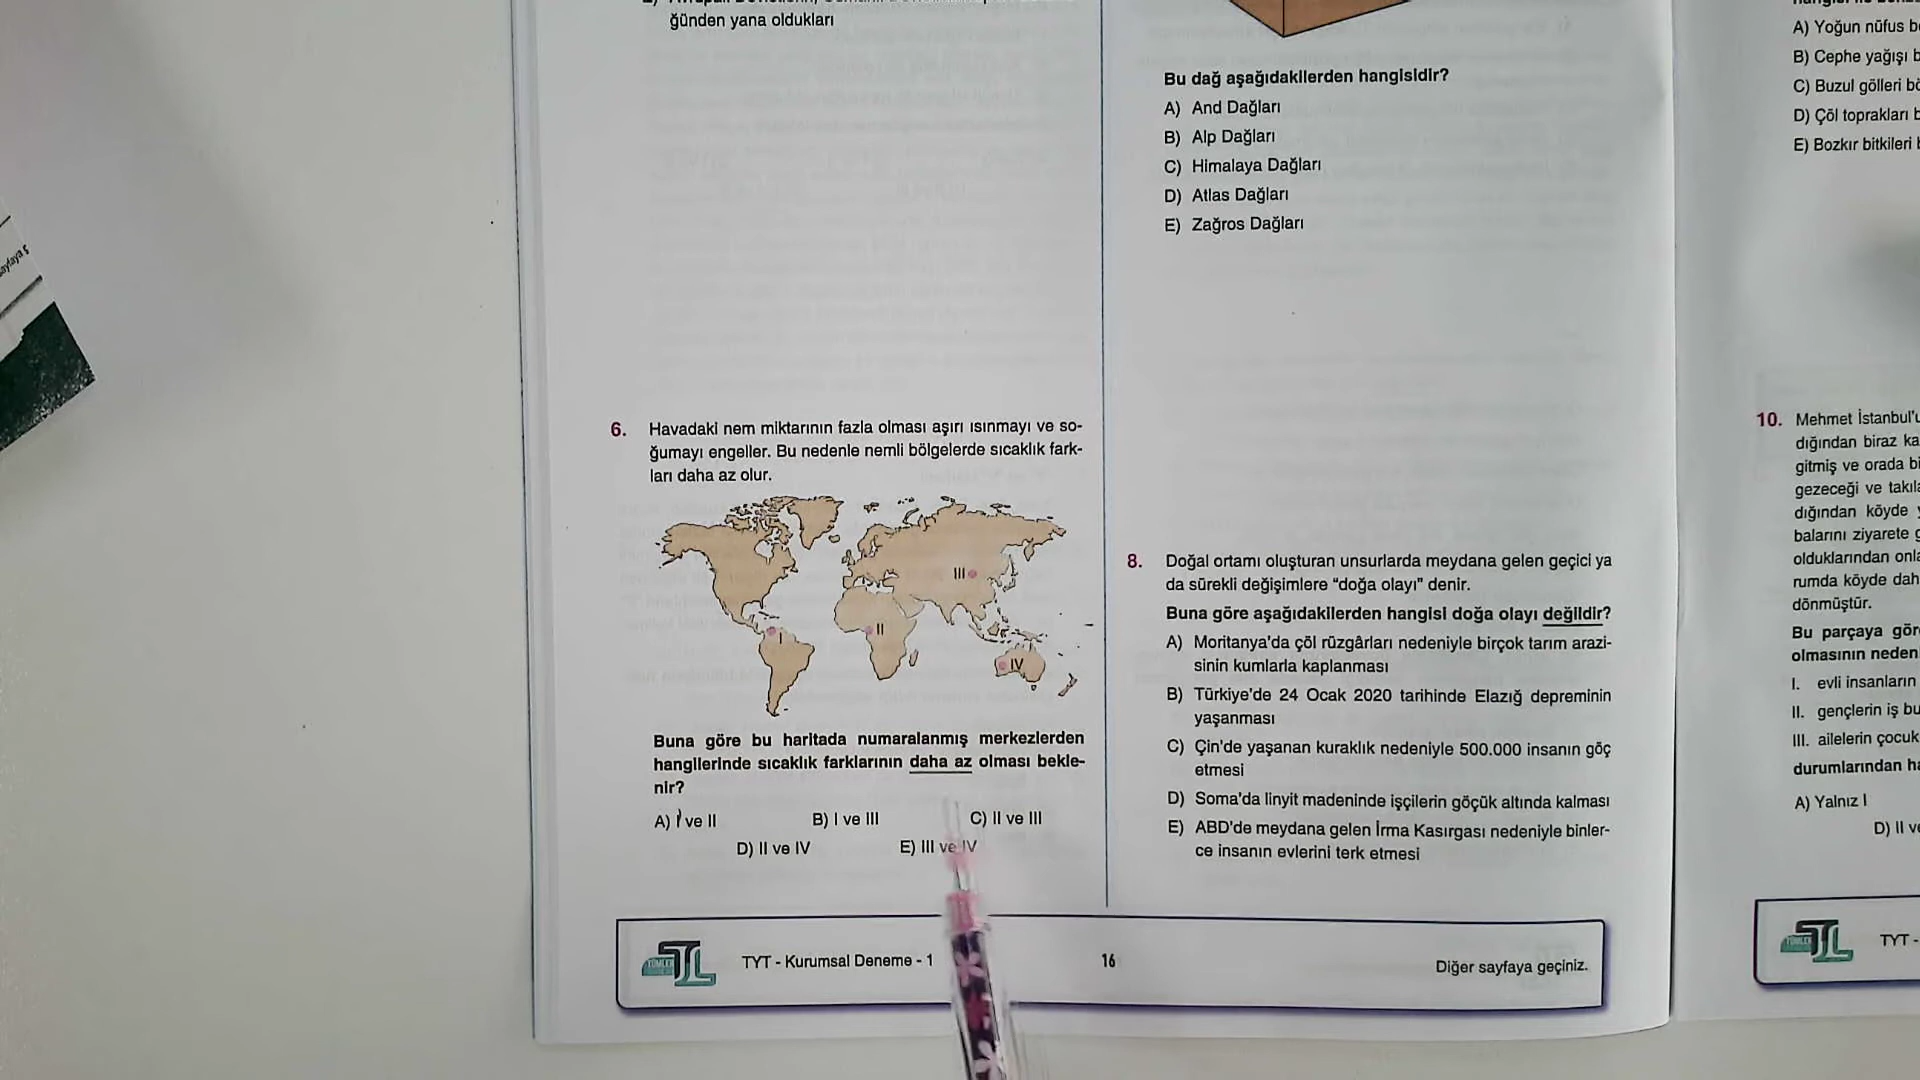 ğünden yana oldukları
6. Havadaki nem miktarının fazla olması aşırı ısınmayı ve so-
ğumayı engeller. Bu nedenle nemli bölgelerde sıcaklık fark-
ları daha az olur.
III
II
I
IV
Buna göre bu haritada numaralanmış merkezlerden
hangilerinde sıcaklık farklarının daha az olması bekle-
nir?
A) I ve II B) I ve III C) II ve III
D) II ve IV E) III ve IV
TÜMLER TYT - Kurumsal Deneme - 1 16 Diğer sayfaya geçiniz.
Bu dağ aşağıdakilerden hangisidir?
A) And Dağları
B) Alp Dağları
C) Himalaya Dağları
D) Atlas Dağları
E) Zağros Dağları
8. Doğal ortamı oluşturan unsurlarda meydana gelen geçici ya
da sürekli değişimlere “doğa olayı” denir.
Buna göre aşağıdakilerden hangisi doğa olayı değildir?
A) Moritanya'da çöl rüzgârları nedeniyle birçok tarım arazi-
sinin kumlarla kaplanması
B) Türkiye'de 24 Ocak 2020 tarihinde Elazığ depreminin
yaşanması
C) Çin'de yaşanan kuraklık nedeniyle 500.000 insanın göç
etmesi
D) Soma'da linyit madeninde işçilerin göçük altında kalması
E) ABD'de meydana gelen İrma Kasırgası nedeniyle binler-
ce insanın evlerini terk etmesi
A) Yoğun nüfus
B) Cephe yağışı
C) Buzul gölleri
D) Çöl toprakları
E) Bozkır bitkileri
10. Mehmet İstanbul'
dığından biraz
gitmiş ve orada
gezeceği ve
dığından köyde
balarını ziyarete
olduklarından
rumda köyde
dönmüştür.
Bu parçaya
olmasının
I. evli insanların
II. gençlerin iş
III. ailelerin
durumlarından
A) Yalnız I
D) II
TYT -